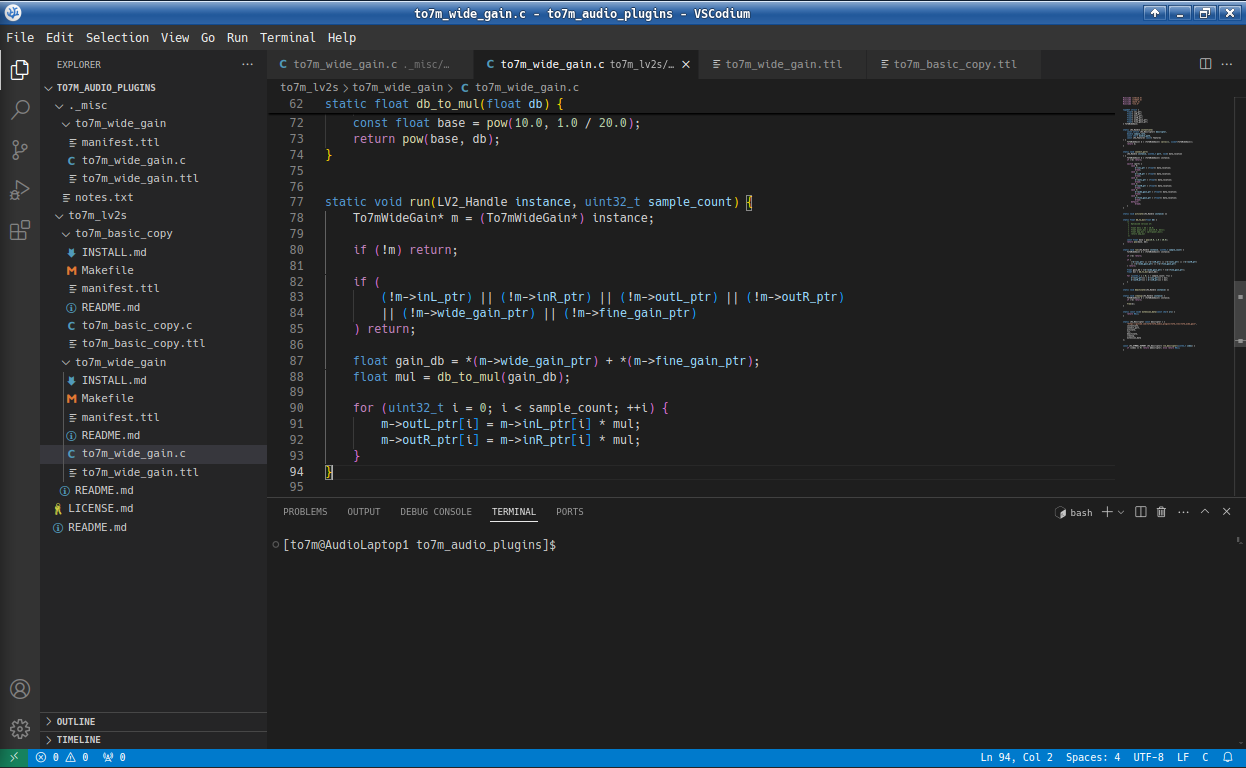 to7m_wide_gain.c - to7m_audio_plugins - VSCodium
File Edit Selection View Go Run Terminal Help
EXPLORER ···
TO7M_AUDIO_PLUGINS
._misc
to7m_wide_gain
manifest.ttl
to7m_wide_gain.c
to7m_wide_gain.ttl
notes.txt
to7m_lv2s
to7m_basic_copy
INSTALL.md
Makefile
manifest.ttl
README.md
to7m_basic_copy.c
to7m_basic_copy.ttl
to7m_wide_gain
INSTALL.md
Makefile
manifest.ttl
README.md
to7m_wide_gain.c
to7m_wide_gain.ttl
README.md
LICENSE.md
README.md
OUTLINE
TIMELINE
C to7m_wide_gain.c ._misc/… C to7m_wide_gain.c to7m_lv2s/… to7m_wide_gain.ttl to7m_basic_copy.ttl
to7m_lv2s > to7m_wide_gain > C to7m_wide_gain.c
62 static float db_to_mul(float db) {
72 const float base = pow(10.0, 1.0 / 20.0);
73 return pow(base, db);
74 }
75
76
77 static void run(LV2_Handle instance, uint32_t sample_count) {
78 To7mWideGain* m = (To7mWideGain*) instance;
79
80 if (!m) return;
81
82 if (
83 (!m->inL_ptr) || (!m->inR_ptr) || (!m->outL_ptr) || (!m->outR_ptr)
84 || (!m->wide_gain_ptr) || (!m->fine_gain_ptr)
85 ) return;
86
87 float gain_db = *(m->wide_gain_ptr) + *(m->fine_gain_ptr);
88 float mul = db_to_mul(gain_db);
89
90 for (uint32_t i = 0; i < sample_count; ++i) {
91 m->outL_ptr[i] = m->inL_ptr[i] * mul;
92 m->outR_ptr[i] = m->inR_ptr[i] * mul;
93 }
94 }
95
PROBLEMS OUTPUT DEBUG CONSOLE TERMINAL PORTS bash
[to7m@AudioLaptop1 to7m_audio_plugins]$
0 0 0 Ln 94, Col 2 Spaces: 4 UTF-8 LF C